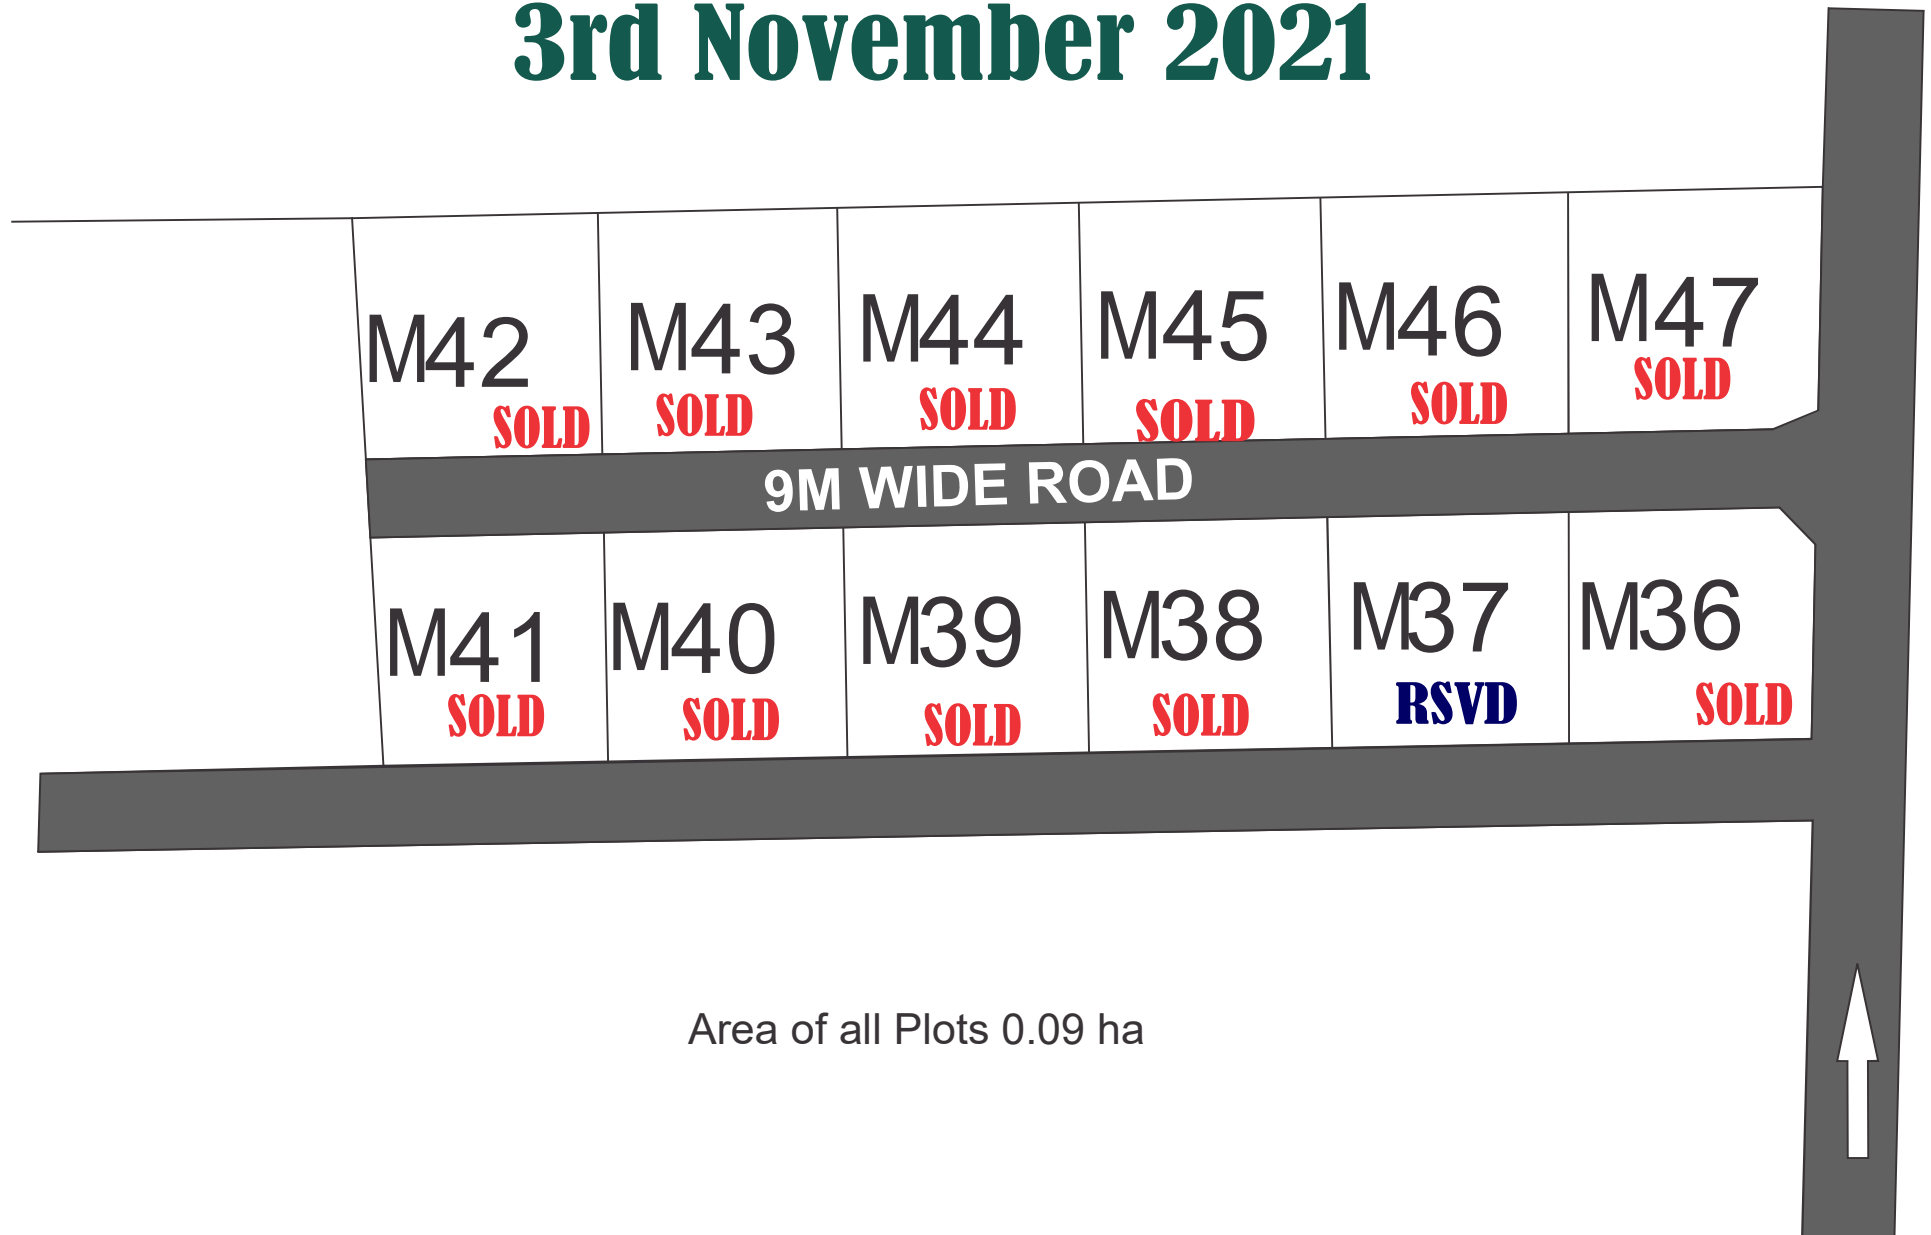 3rd November 2021
M42 M43 M44 M45 M46 M47
SOLD SOLD SOLD SOLD SOLD SOLD
9M WIDE ROAD
M41 M40 M39 M38 M37 M36
SOLD SOLD SOLD SOLD RSVD SOLD
Area of all Plots 0.09 ha